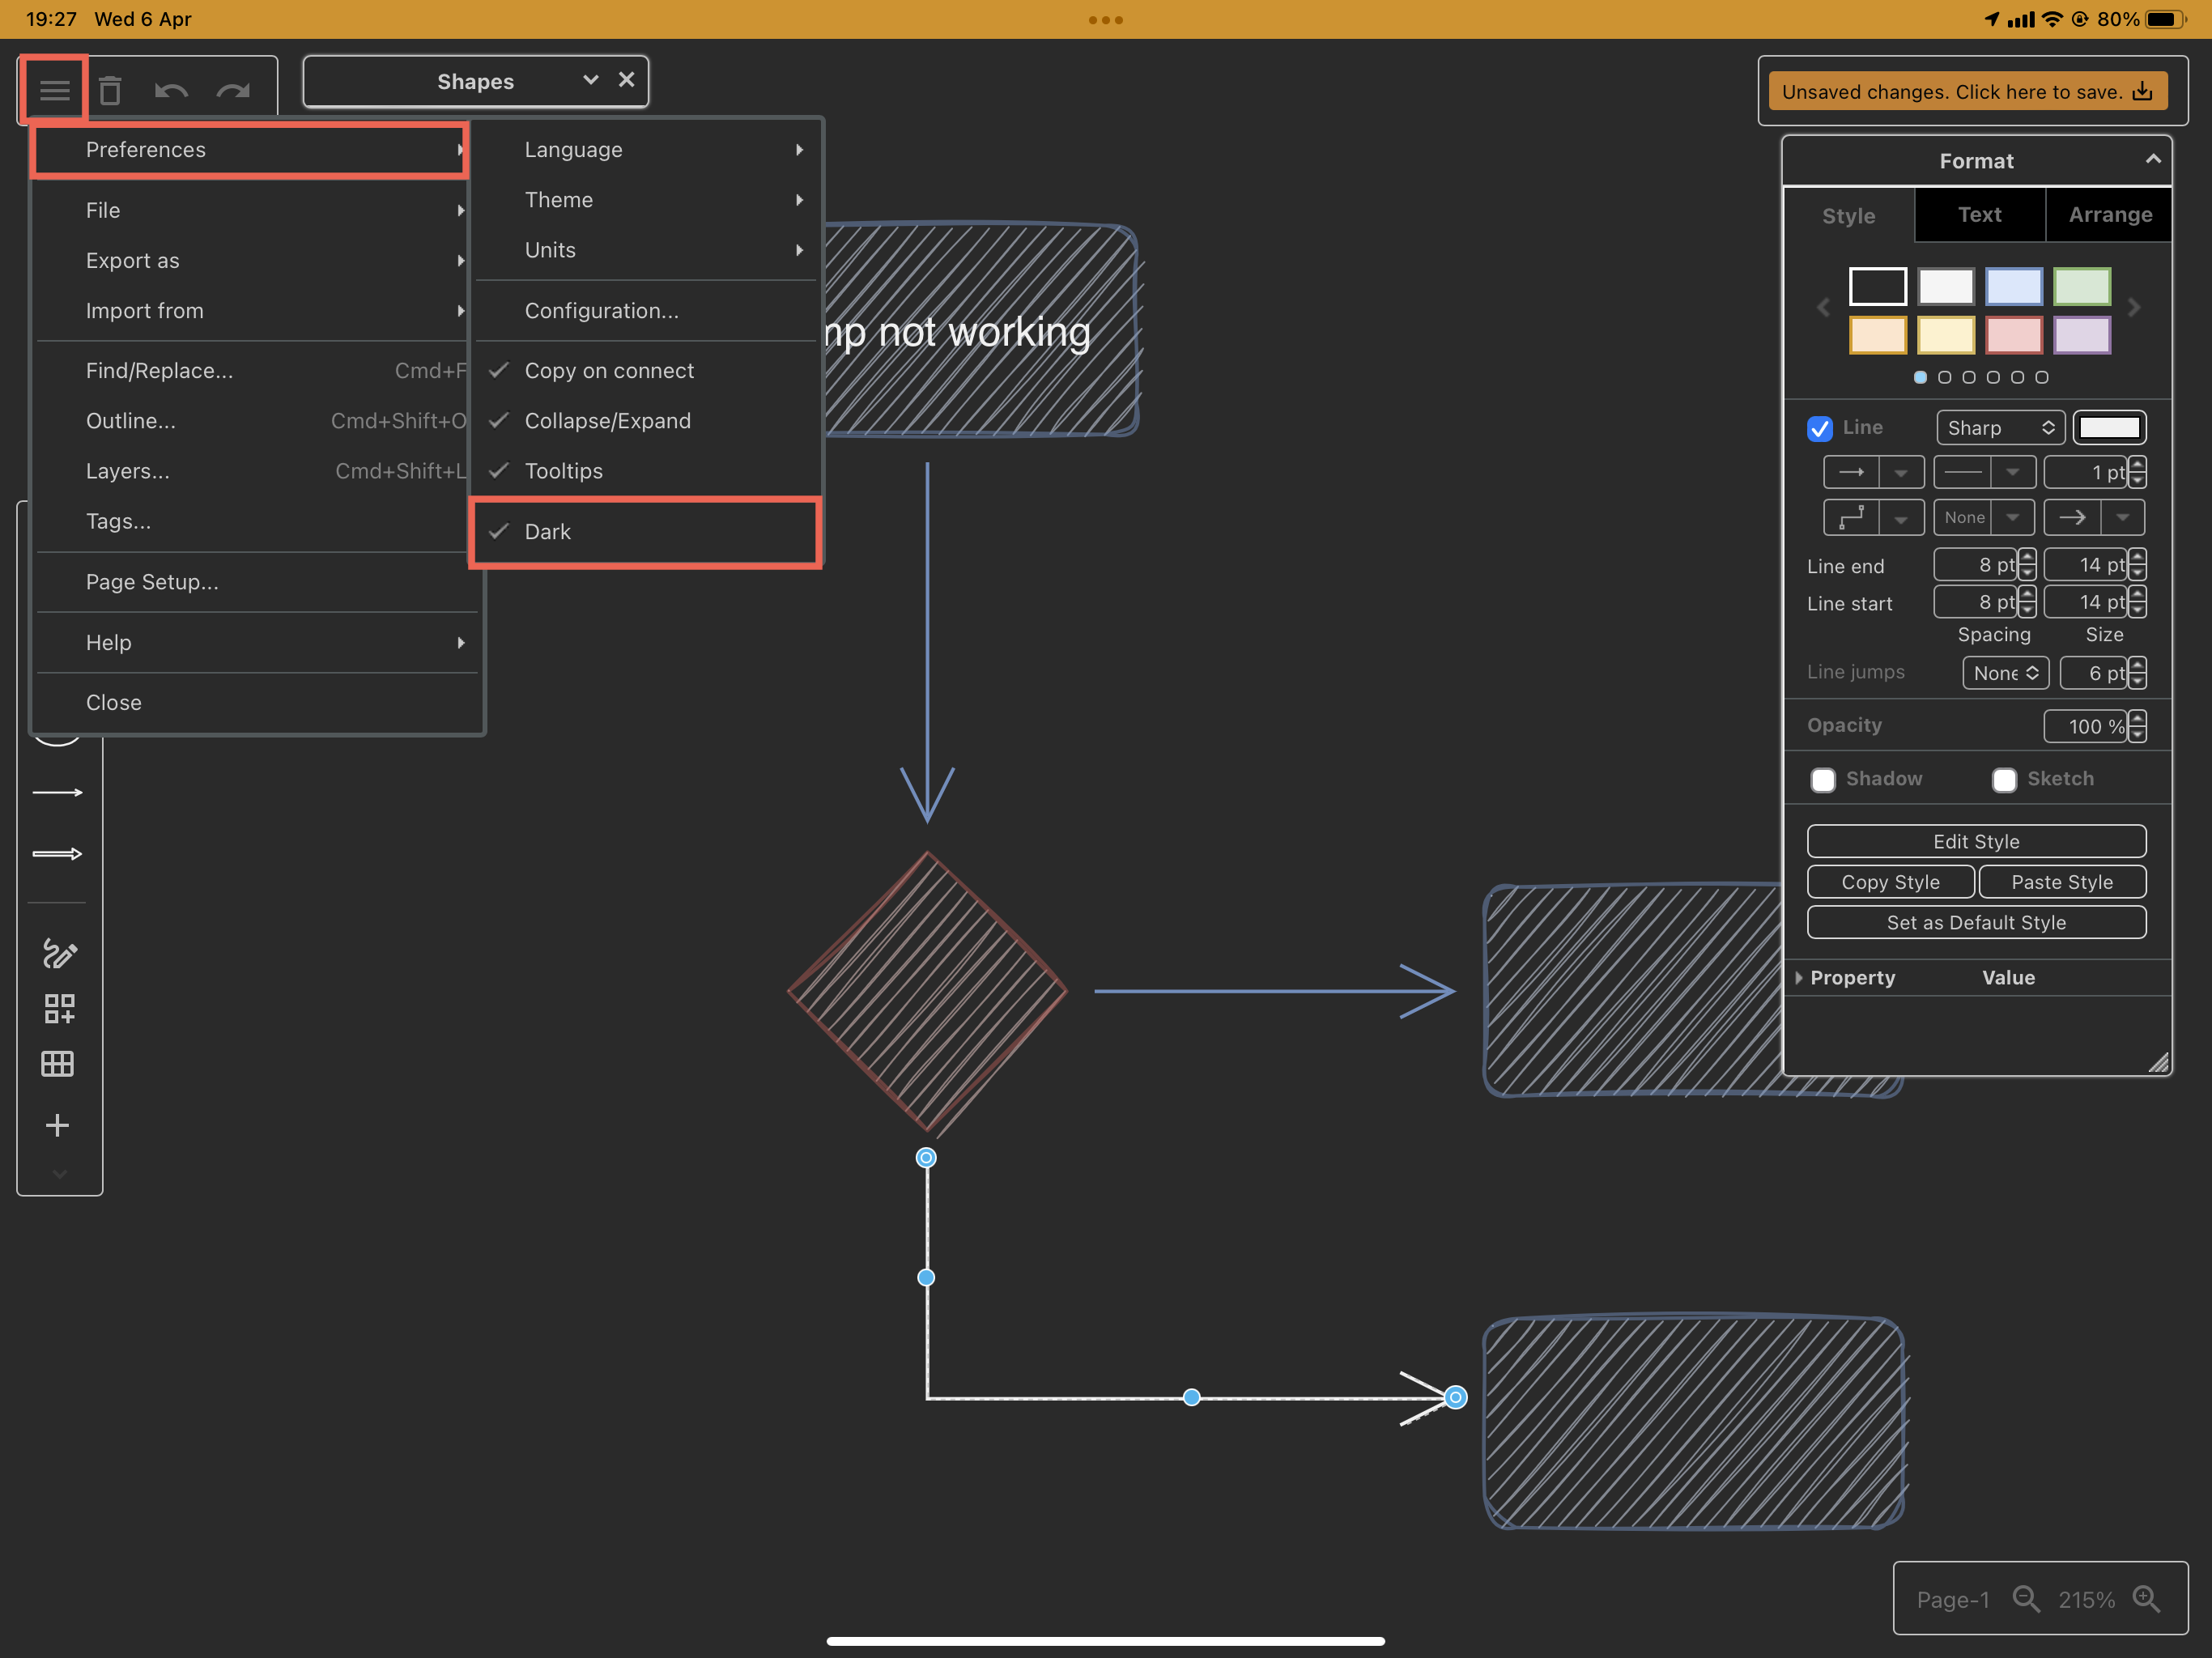 19:27 Wed 6 Apr
80%
Shapes
Unsaved changes. Click here to save.
Preferences
File
Export as
Import from
Find/Replace... Cmd+F
Outline... Cmd+Shift+O
Layers... Cmd+Shift+L
Tags...
Page Setup...
Help
Close
Language
Theme
Units
Configuration...
Copy on connect
Collapse/Expand
Tooltips
Dark
not working
Format
Style Text Arrange
Line Sharp
1 pt
None
Line end 8 pt 14 pt
Line start 8 pt 14 pt
Spacing Size
Line jumps None 6 pt
Opacity 100 %
Shadow Sketch
Edit Style
Copy Style Paste Style
Set as Default Style
Property Value
Page-1 215%